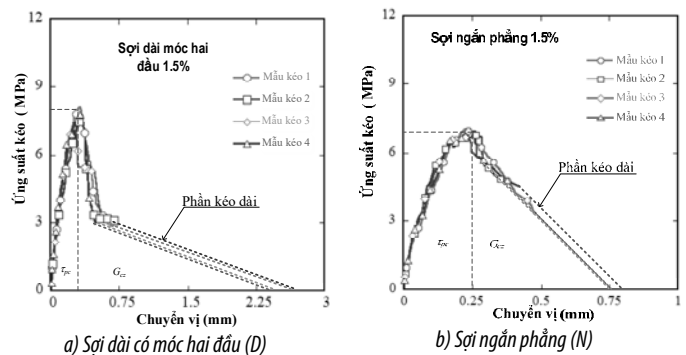 12
9
6
3
0
Ứng suất kéo ( MPa)
Sợi dài móc hai
đầu 1.5%
Mẫu kéo 1
Mẫu kéo 2
Mẫu kéo 3
Mẫu kéo 4
Phần kéo dài
0 0.75 1.5 2.25 3
Chuyển vị (mm)
a) Sợi dài có móc hai đầu (D)
12
9
6
3
0
Ứng suất kéo ( MPa)
Sợi ngắn phẳng 1.5%
Mẫu kéo 1
Mẫu kéo 2
Mẫu kéo 3
Mẫu kéo 4
Phần kéo dài
0 0.25 0.5 0.75 1
Chuyển vị (mm)
b) Sợi ngắn phẳng (N)